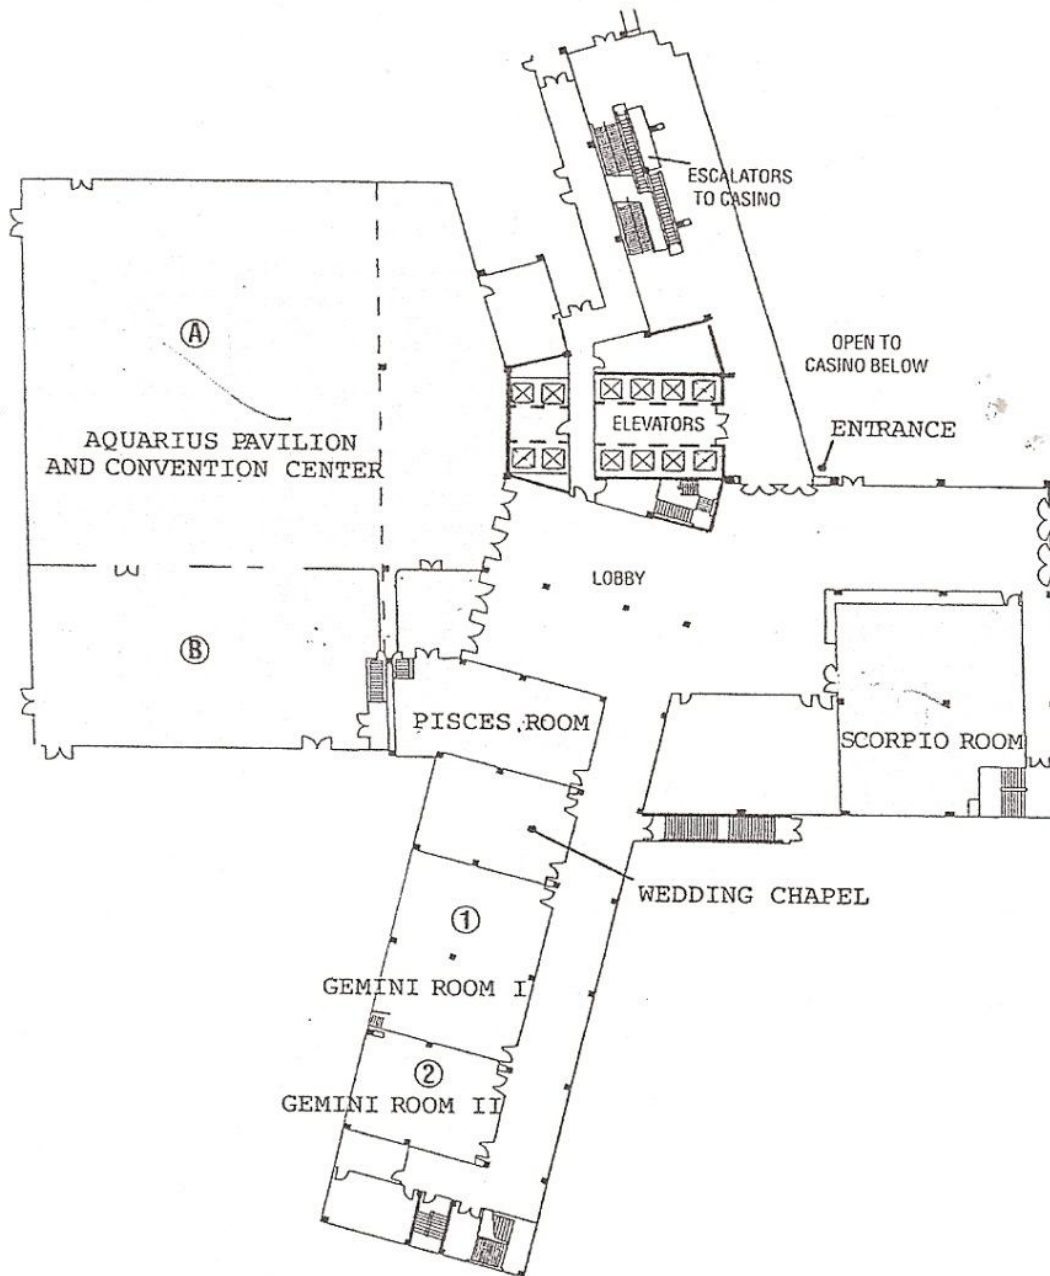 ESCALATORS
TO CASINO
Ⓐ
OPEN TO
CASINO BELOW
ELEVATORS
ENTRANCE
AQUARIUS PAVILION
AND CONVENTION CENTER
LOBBY
Ⓑ
PISCES ROOM
SCORPIO ROOM
WEDDING CHAPEL
①
GEMINI ROOM I
②
GEMINI ROOM II